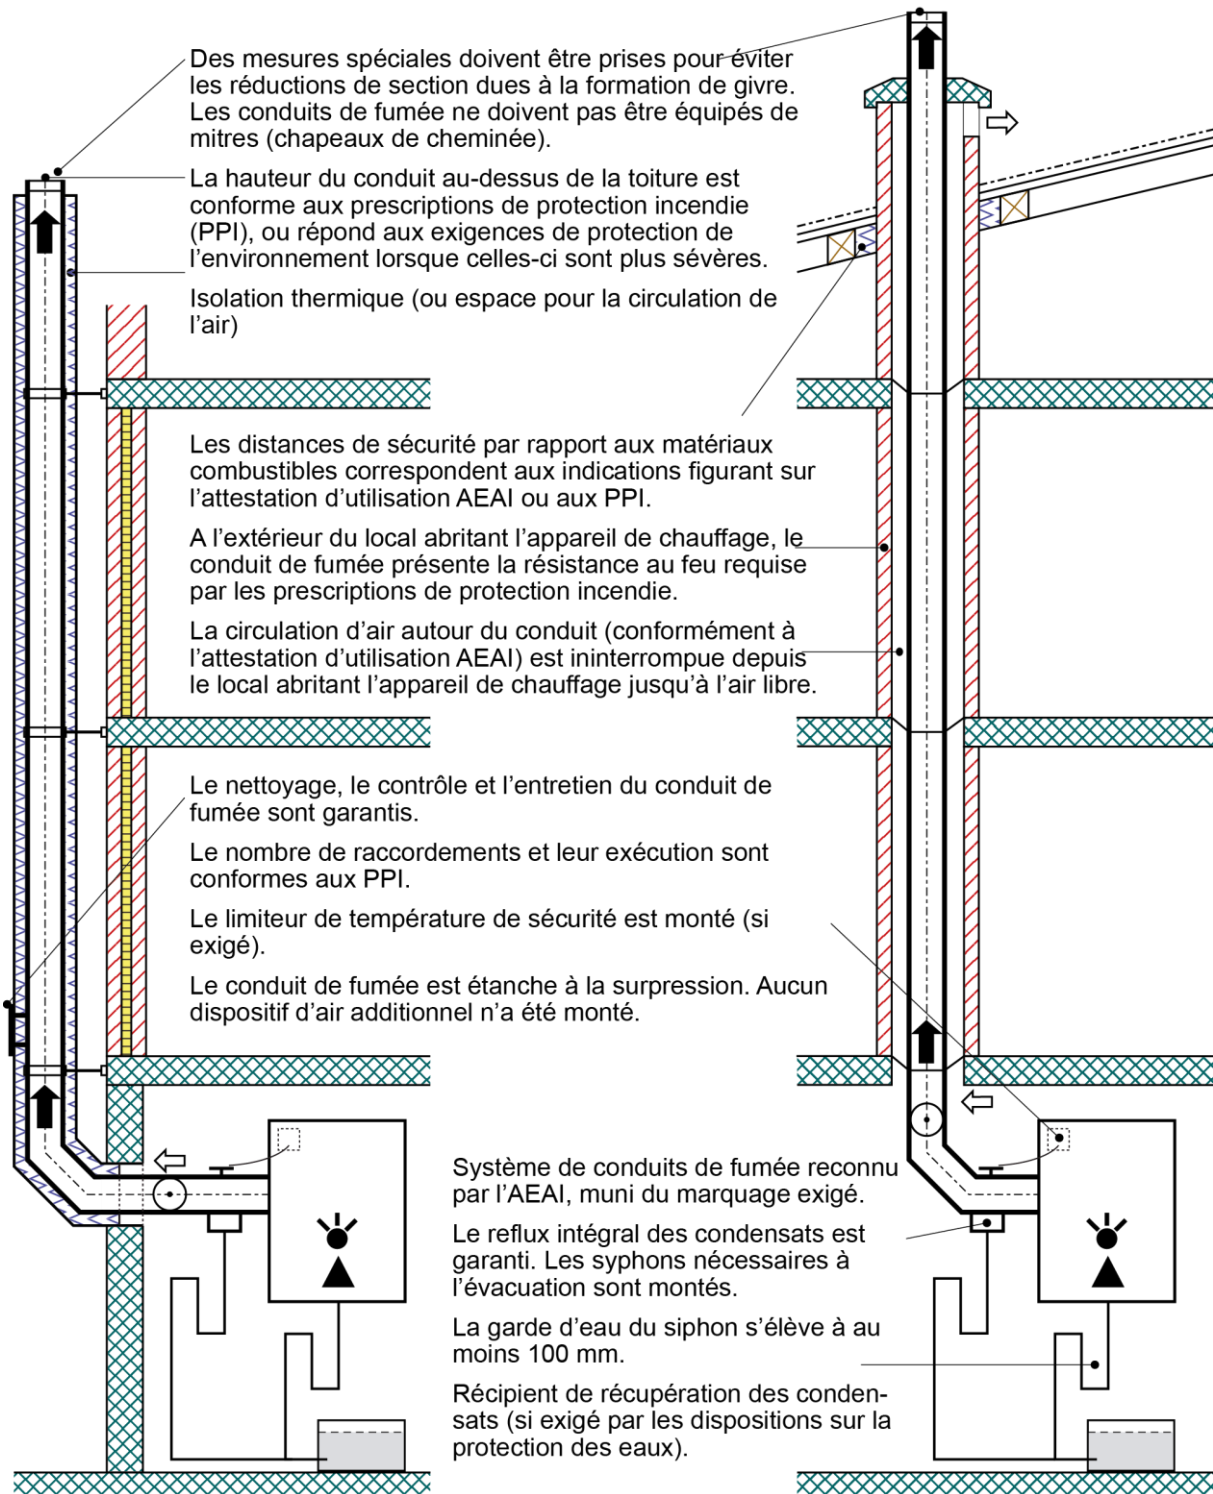 Des mesures spéciales doivent être prises pour éviter
les réductions de section dues à la formation de givre.
Les conduits de fumée ne doivent pas être équipés de
mitres (chapeaux de cheminée).
La hauteur du conduit au-dessus de la toiture est
conforme aux prescriptions de protection incendie
(PPI), ou répond aux exigences de protection de
l’environnement lorsque celles-ci sont plus sévères.
Isolation thermique (ou espace pour la circulation de
l’air)
Les distances de sécurité par rapport aux matériaux
combustibles correspondent aux indications figurant sur
l’attestation d’utilisation AEAI ou aux PPI.
A l’extérieur du local abritant l’appareil de chauffage, le
conduit de fumée présente la résistance au feu requise
par les prescriptions de protection incendie.
La circulation d’air autour du conduit (conformément à
l’attestation d’utilisation AEAI) est ininterrompue depuis
le local abritant l’appareil de chauffage jusqu’à l’air libre.
Le nettoyage, le contrôle et l’entretien du conduit de
fumée sont garantis.
Le nombre de raccordements et leur exécution sont
conformes aux PPI.
Le limiteur de température de sécurité est monté (si
exigé).
Le conduit de fumée est étanche à la surpression. Aucun
dispositif d’air additionnel n’a été monté.
Système de conduits de fumée reconnu
par l’AEAI, muni du marquage exigé.
Le reflux intégral des condensats est
garanti. Les syphons nécessaires à
l’évacuation sont montés.
La garde d’eau du siphon s’élève à au
moins 100 mm.
Récipient de récupération des conden-
sats (si exigé par les dispositions sur la
protection des eaux).